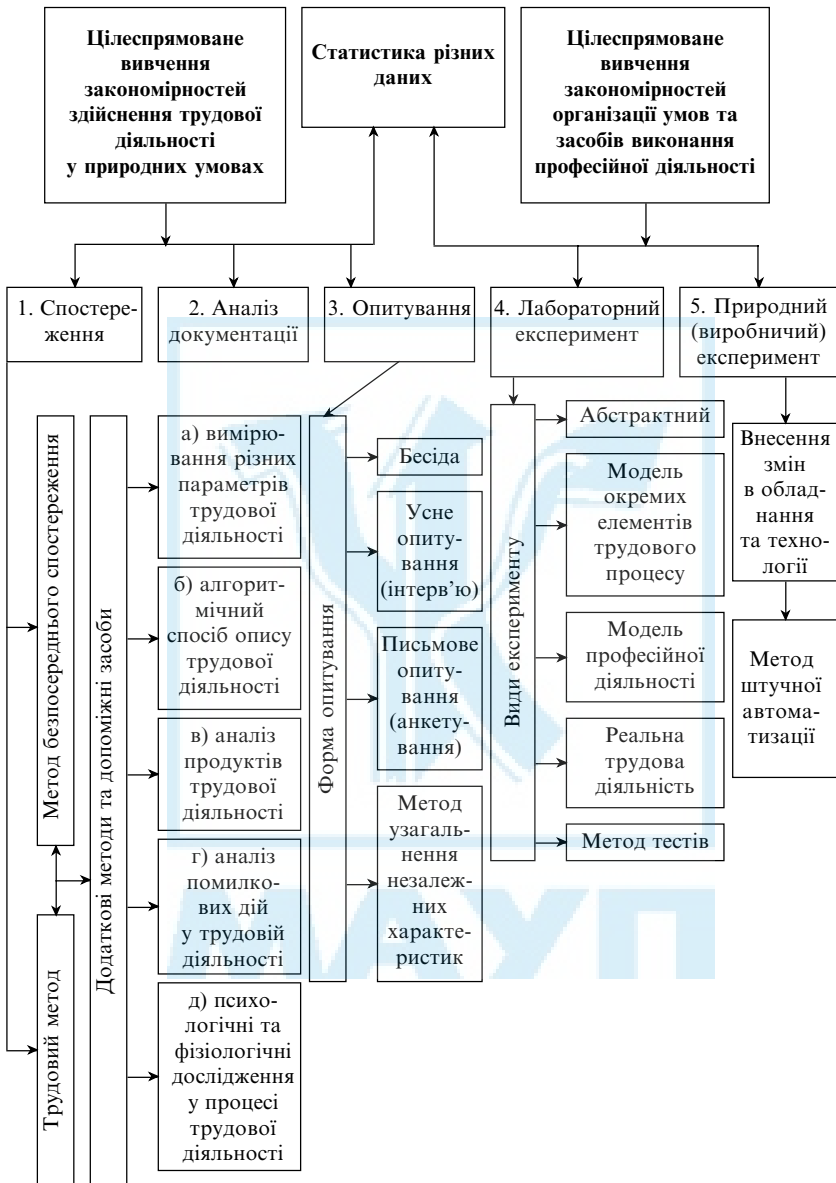 Цілеспрямоване
вивчення
закономірностей
здійснення трудової
діяльності
у природних умовах
Статистика різних
даних
Цілеспрямоване
вивчення
закономірностей
організації умов та
засобів виконання
професійної діяльності
1. Спостере-
ження
2. Аналіз
документації
3. Опитування
4. Лабораторний
експеримент
5. Природний
(виробничий)
експеримент
Метод безпосереднього спостереження
Трудовий метод
Додаткові методи та допоміжні засоби
а) вимірю-
вання різних
параметрів
трудової
діяльності
б) алгорит-
мічний
спосіб опису
трудової
діяльності
в) аналіз
продуктів
трудової
діяльності
г) аналіз
помилко-
вих дій
у трудовій
діяльності
д) психо-
логічні та
фізіологічні
дослідження
у процесі
трудової
діяльності
Форма опитування
Бесіда
Усне
опиту-
вання
(інтерв’ю)
Письмове
опиту-
вання
(анкету-
вання)
Метод
узагаль-
нення
незалеж-
них
характе-
ристик
Види експерименту
Абстрактний
Модель
окремих
елементів
трудового
процесу
Модель
професійної
діяльності
Реальна
трудова
діяльність
Метод тестів
Внесення
змін
в облад-
нання
та техно-
логії
Метод
штучної
автома-
тизації
МАУП